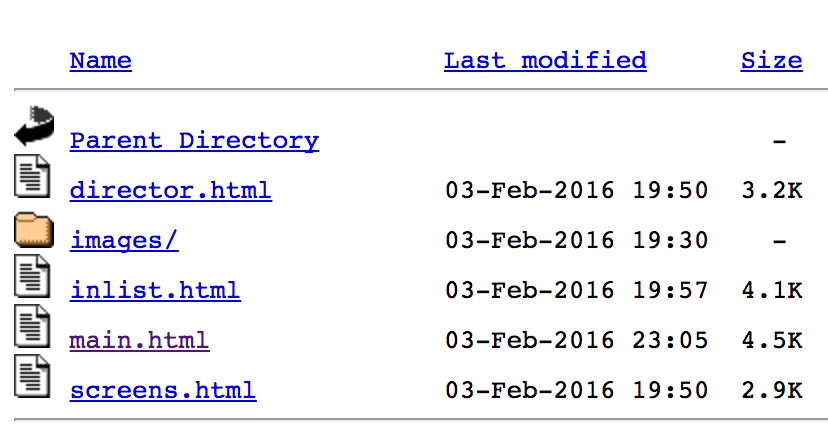 Name Last modified Size
Parent Directory -
director.html 03-Feb-2016 19:50 3.2K
images/ 03-Feb-2016 19:30 -
inlist.html 03-Feb-2016 19:57 4.1K
main.html 03-Feb-2016 23:05 4.5K
screens.html 03-Feb-2016 19:50 2.9K